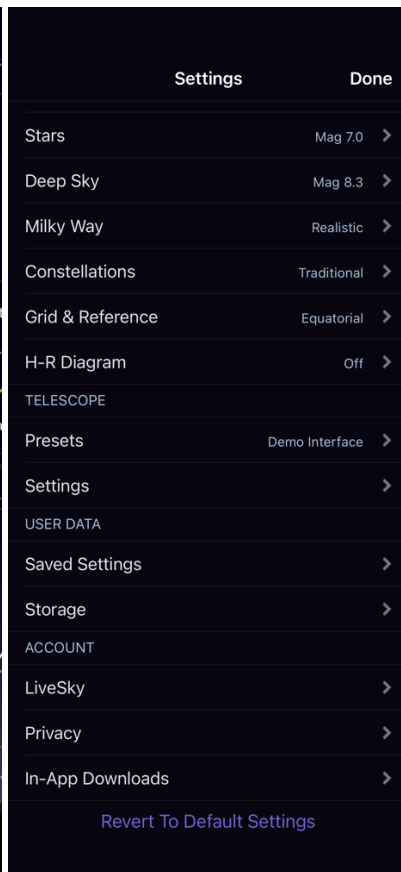 Settings Done
Stars Mag 7.0
Deep Sky Mag 8.3
Milky Way Realistic
Constellations Traditional
Grid & Reference Equatorial
H-R Diagram Off
TELESCOPE
Presets Demo Interface
Settings
USER DATA
Saved Settings
Storage
ACCOUNT
LiveSky
Privacy
In-App Downloads
Revert To Default Settings